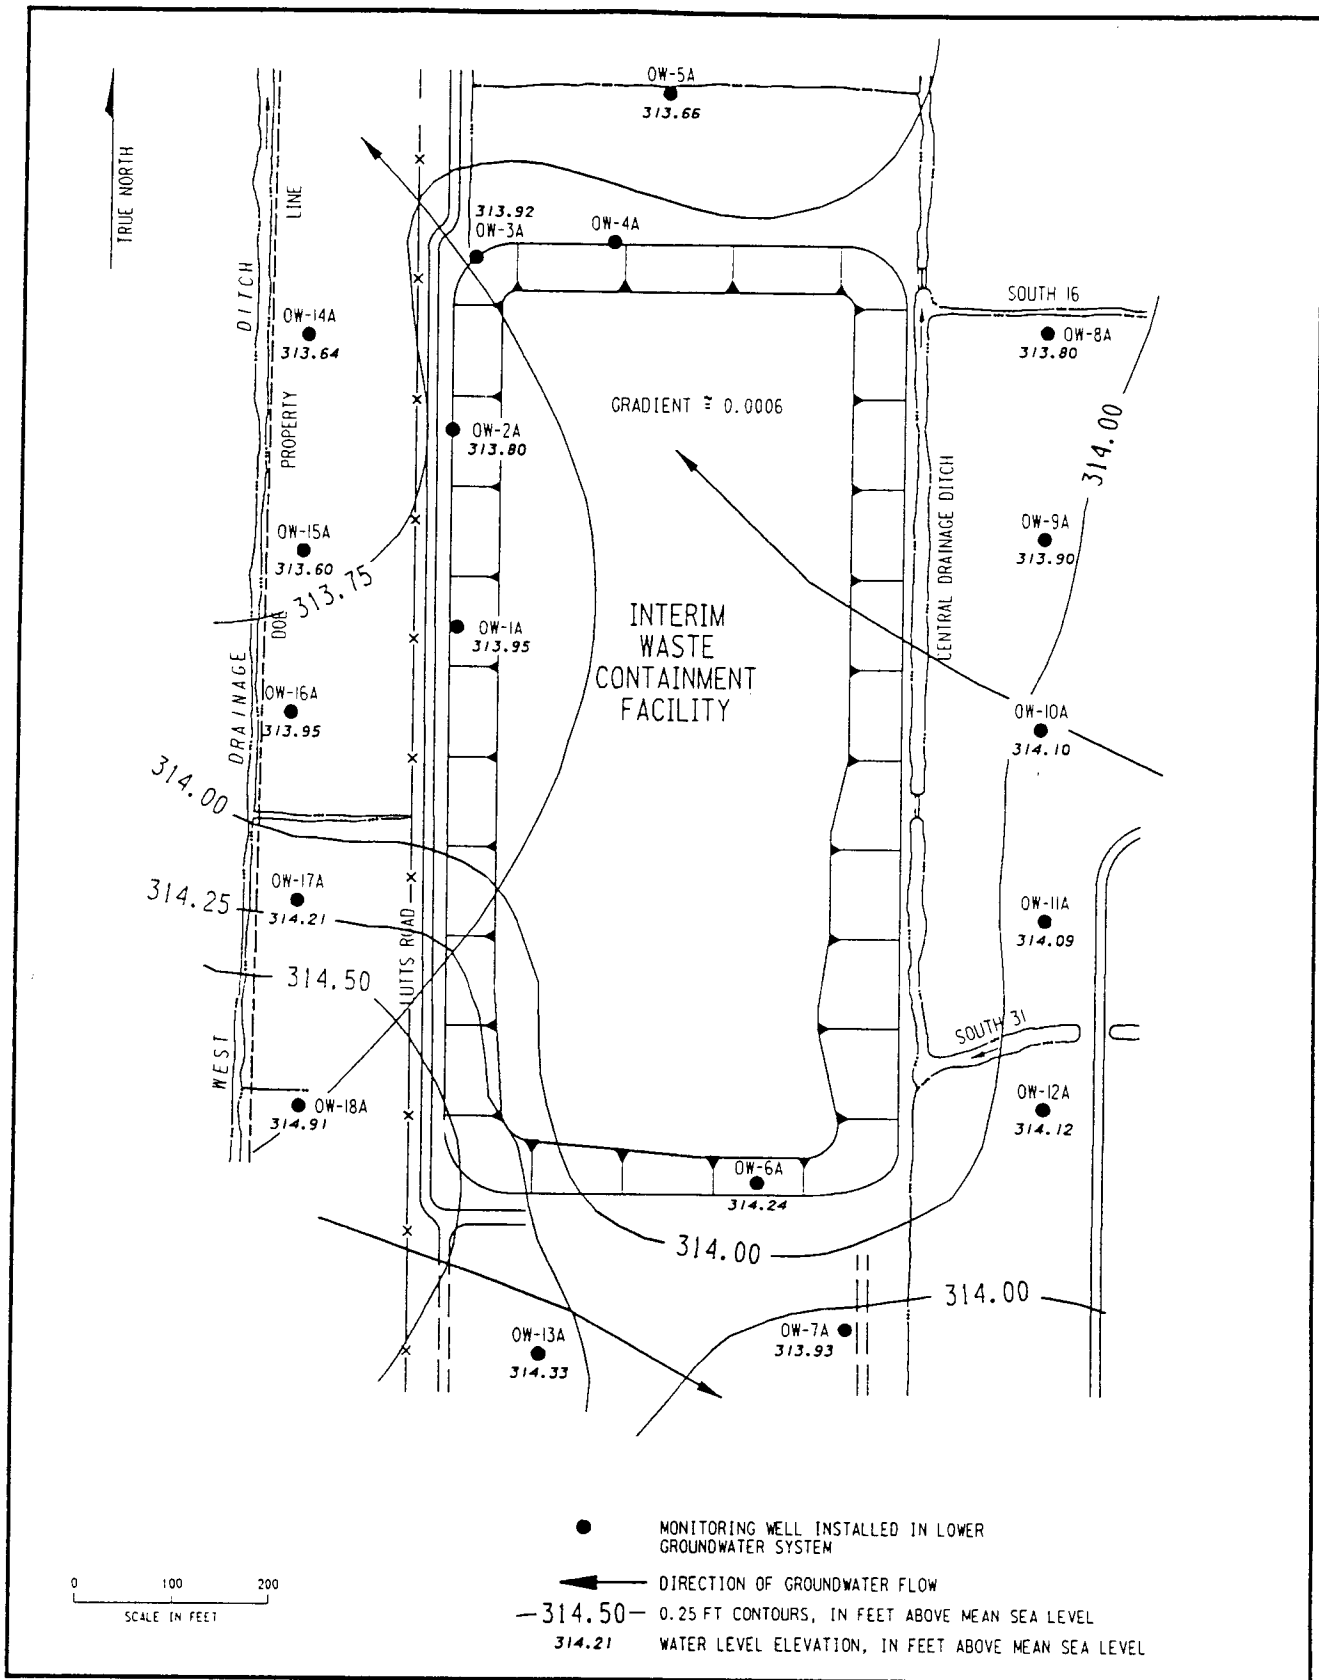 OW-5A
313.66
TRUE NORTH
LINE
313.92
OW-3A
OW-4A
DITCH
SOUTH 16
OW-14A
313.64
OW-8A
313.80
PROPERTY
GRADIENT ≅ 0.0006
314.00
OW-2A
313.80
CENTRAL DRAINAGE DITCH
OW-15A
313.60
OW-9A
313.90
313.75
DOE
INTERIM
WASTE
CONTAINMENT
FACILITY
OW-1A
313.95
DRAINAGE
OW-16A
313.95
OW-10A
314.10
314.00
OW-17A
314.21
314.25
LUTTS ROAD
OW-11A
314.09
314.50
SOUTH 31
WEST
OW-18A
314.91
OW-12A
314.12
OW-6A
314.24
314.00
314.00
OW-13A
314.33
OW-7A
313.93
MONITORING WELL INSTALLED IN LOWER
GROUNDWATER SYSTEM
0 100 200
SCALE IN FEET
DIRECTION OF GROUNDWATER FLOW
314.50 0.25 FT CONTOURS, IN FEET ABOVE MEAN SEA LEVEL
314.21 WATER LEVEL ELEVATION, IN FEET ABOVE MEAN SEA LEVEL